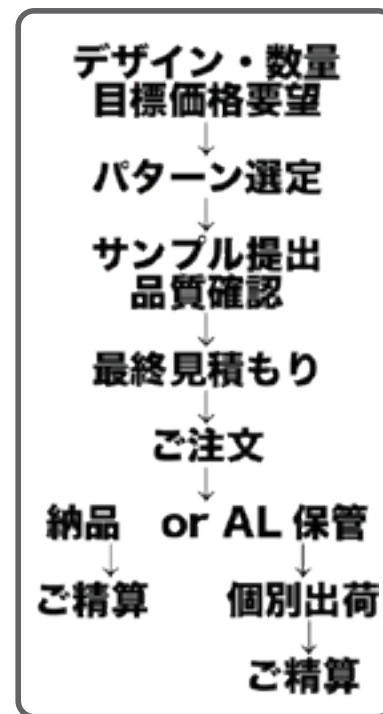 デザイン・数量
目標価格要望
↓
パターン選定
↓
サンプル提出
品質確認
↓
最終見積もり
↓
ご注文
↓
納品 or AL 保管
↓ ↓
ご精算 個別出荷
↓
ご精算